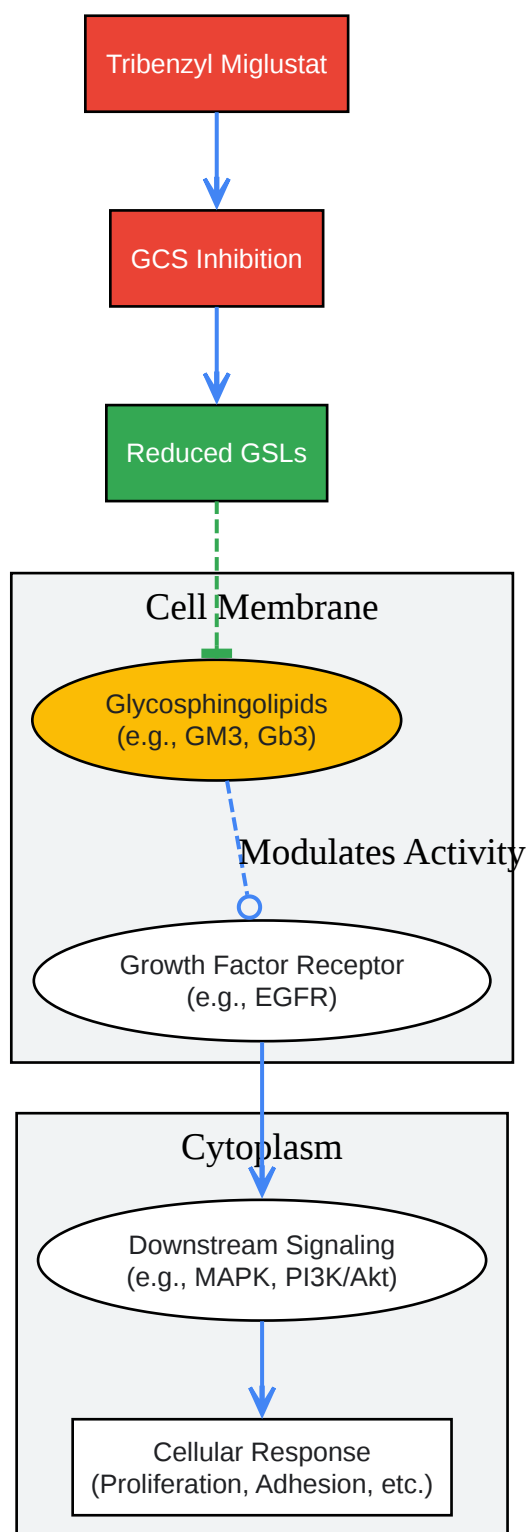 Tribenzyl Miglustat
GCS Inhibition
Reduced GSLs
Cell Membrane
Glycosphingolipids
(e.g., GM3, Gb3)
Modulates Activity
Growth Factor Receptor
(e.g., EGFR)
Cytoplasm
Downstream Signaling
(e.g., MAPK, PI3K/Akt)
Cellular Response
(Proliferation, Adhesion, etc.)